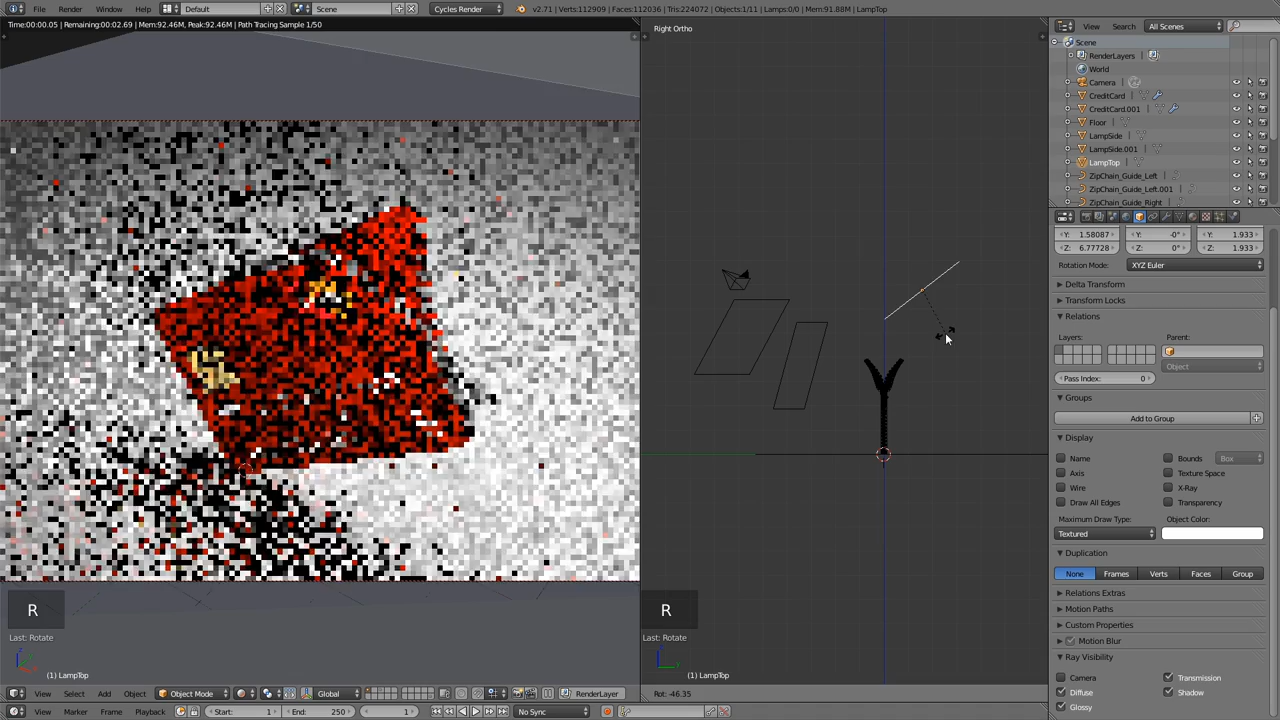 File Render Window Help Default Scene Cycles Render v2.71 | Verts:112909 | Faces:112036 | Tris:224072 | Objects:1/11 | Lamps:0/0 | Mem:91.88M | LampTop
Time:00:00.05 | Remaining:00:02.69 | Mem:92.46M, Peak:92.46M | Path Tracing Sample 1/50
Right Ortho
View Search All Scenes
Scene
RenderLayers
World
Camera
CreditCard
CreditCard.001
Floor
LampSide
LampSide.001
LampTop
ZipChain_Guide_Left
ZipChain_Guide_Left.001
ZipChain_Guide_Right
Y: 1.58087 Y: -0° Y: 1.933
Z: 6.77728 Z: 0° Z: 1.933
Rotation Mode: XYZ Euler
Delta Transform
Transform Locks
Relations
Layers: Parent:
Pass Index: 0 Object
Groups
Add to Group
Display
Name Bounds Box
Axis Texture Space
Wire X-Ray
Draw All Edges Transparency
Maximum Draw Type: Object Color:
Textured
Duplication
None Frames Verts Faces Group
Relations Extras
Motion Paths
Custom Properties
Motion Blur
Ray Visibility
Camera Transmission
Diffuse Shadow
Glossy
R
Last: Rotate
(1) LampTop
R
Last: Rotate
(1) LampTop
View Select Add Object Object Mode Global RenderLayer
Rot: -46.35
View Marker Frame Playback Start: 1 End: 250 1 No Sync